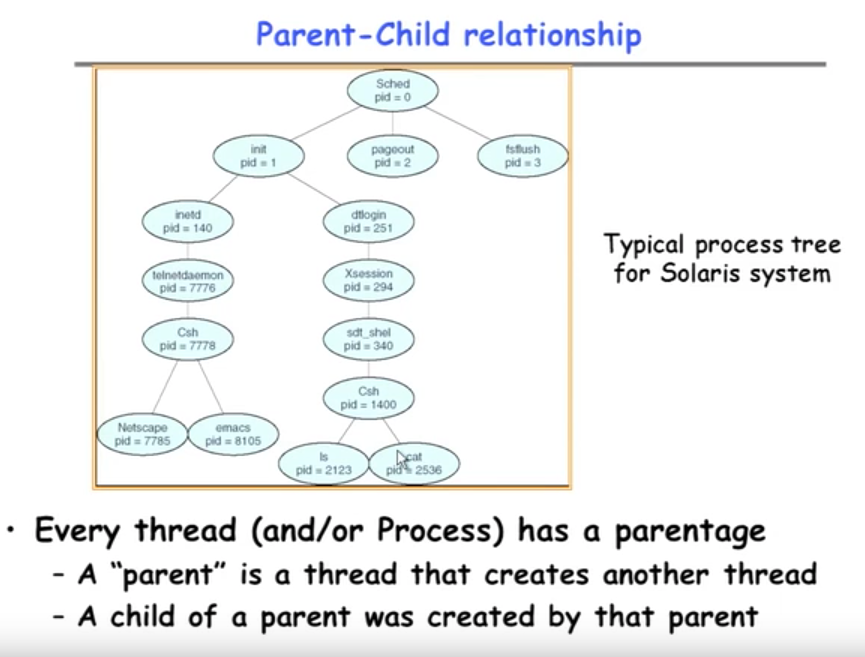 Parent-Child relationship
Sched
pid = 0
init
pid = 1
pageout
pid = 2
fsflush
pid = 3
inetd
pid = 140
dtlogin
pid = 251
telnetdaemon
pid = 7776
Xsession
pid = 294
Csh
pid = 7778
sdt_shel
pid = 340
Csh
pid = 1400
Netscape
pid = 7785
emacs
pid = 8105
ls
pid = 2123
cat
pid = 2536
Typical process tree
for Solaris system
• Every thread (and/or Process) has a parentage
– A “parent” is a thread that creates another thread
– A child of a parent was created by that parent